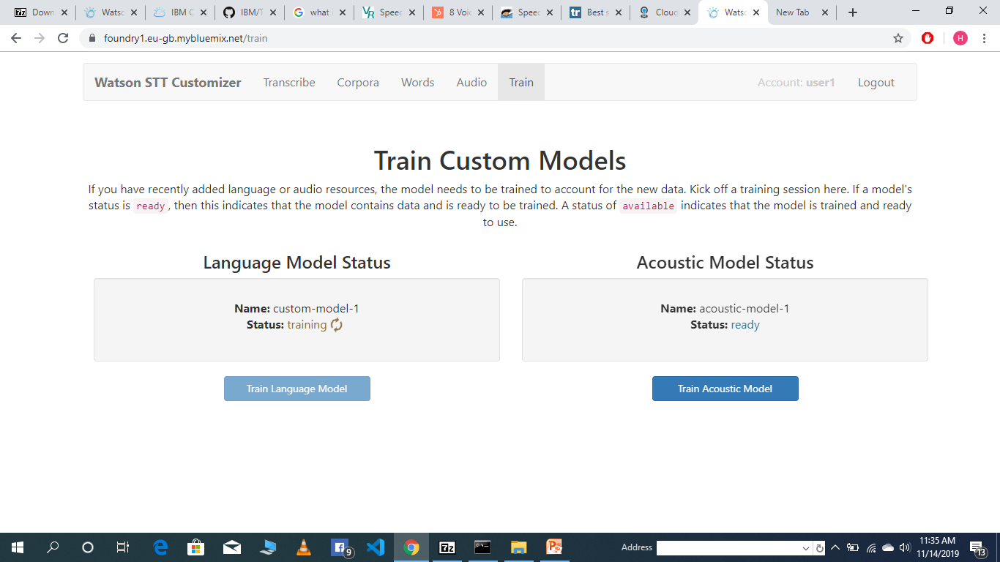 Down
Watso
IBM C
IBM/T
what
Speec
8 Voic
Speec
Best s
Cloud
Watso
New Tab
foundry1.eu-gb.mybluemix.net/train
H
Watson STT Customizer Transcribe Corpora Words Audio Train Account: user1 Logout
Train Custom Models
If you have recently added language or audio resources, the model needs to be trained to account for the new data. Kick off a training session here. If a model's
status is ready, then this indicates that the model contains data and is ready to be trained. A status of available indicates that the model is trained and ready
to use.
Language Model Status
Name: custom-model-1
Status: training
Train Language Model
Acoustic Model Status
Name: acoustic-model-1
Status: ready
Train Acoustic Model
9
Address
11:35 AM
11/14/2019
13